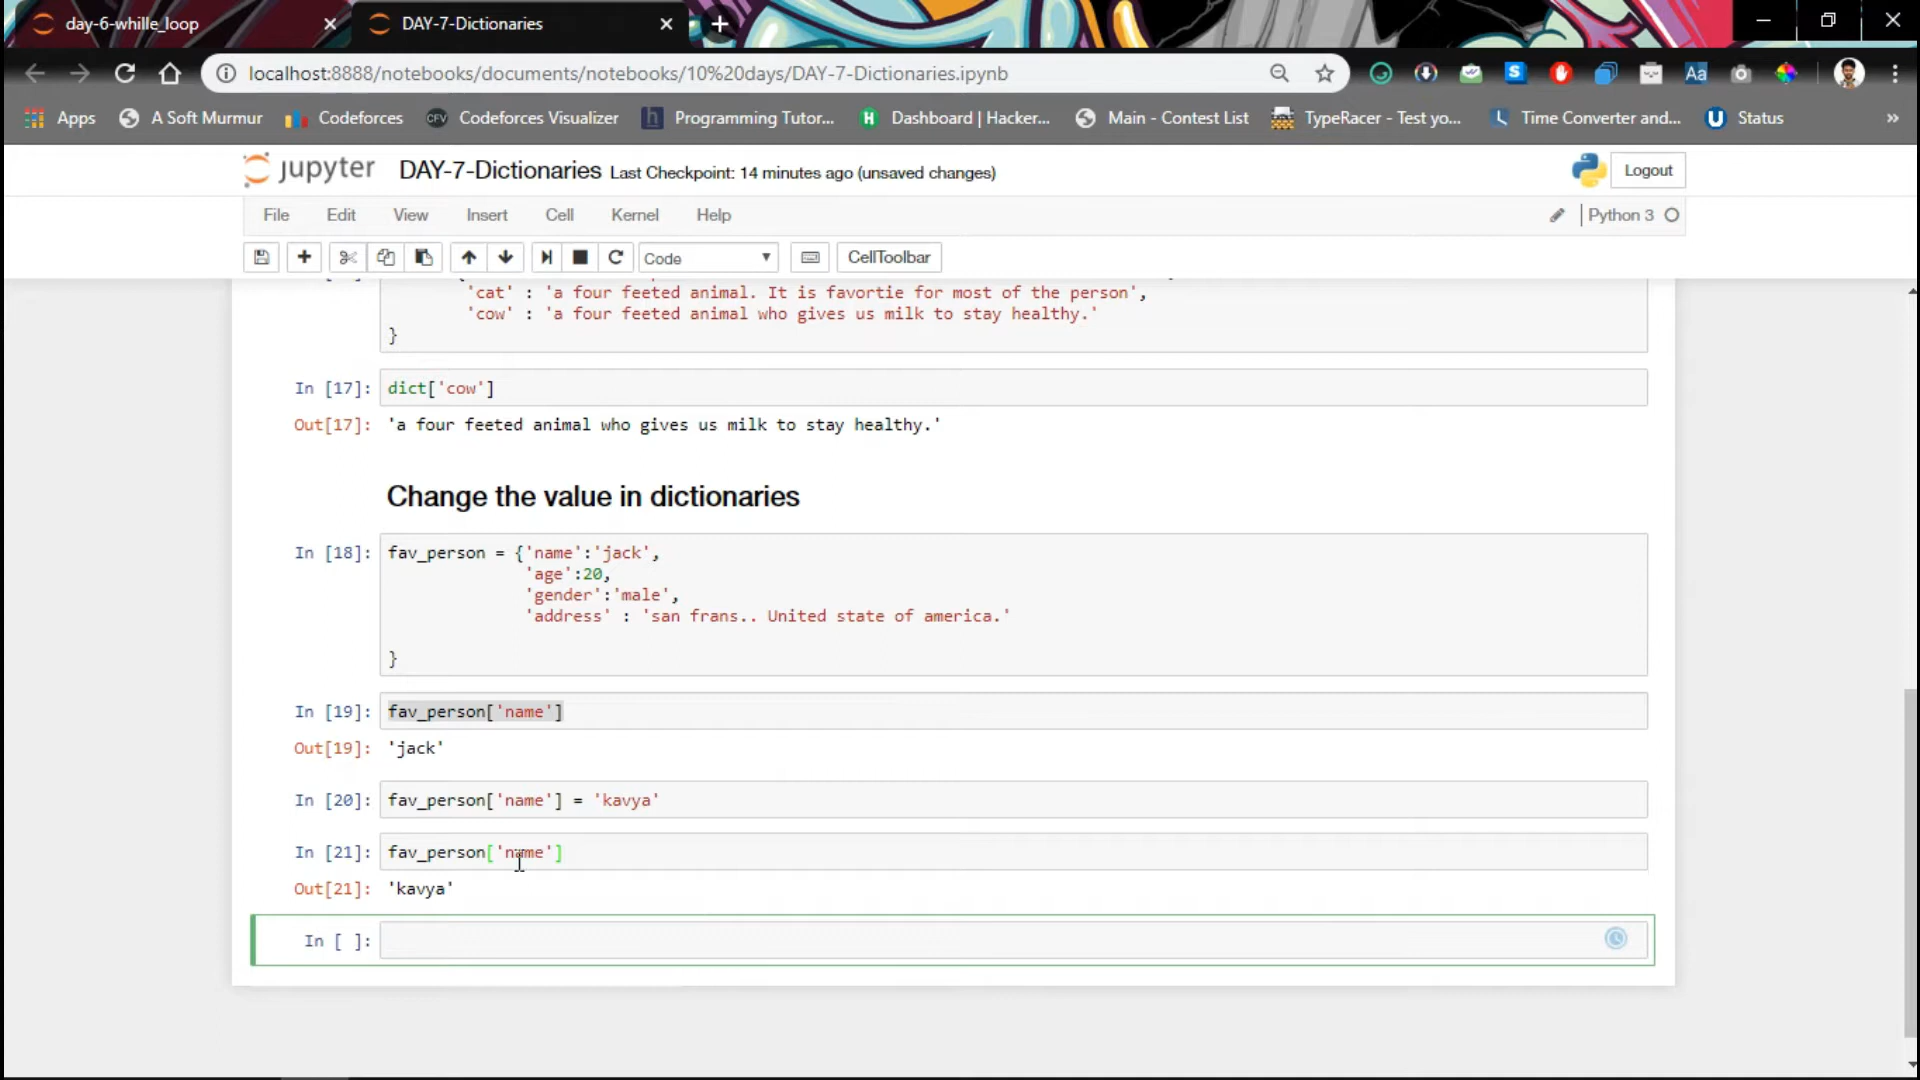 day-6-whille_loop
DAY-7-Dictionaries
localhost:8888/notebooks/documents/notebooks/10%20days/DAY-7-Dictionaries.ipynb
Apps A Soft Murmur Codeforces CFV Codeforces Visualizer h Programming Tutor... H Dashboard | Hacker... Main - Contest List TypeRacer - Test yo... Time Converter and... U Status »
jupyter DAY-7-Dictionaries Last Checkpoint: 14 minutes ago (unsaved changes) Logout
File Edit View Insert Cell Kernel Help Python 3
Code CellToolbar
'cat' : 'a four feeted animal. It is favortie for most of the person',
'cow' : 'a four feeted animal who gives us milk to stay healthy.'
}
In [17]: dict['cow']
Out[17]: 'a four feeted animal who gives us milk to stay healthy.'
Change the value in dictionaries
In [18]: fav_person = {'name':'jack',
'age':20,
'gender':'male',
'address' : 'san frans.. United state of america.'
}
In [19]: fav_person['name']
Out[19]: 'jack'
In [20]: fav_person['name'] = 'kavya'
In [21]: fav_person['name']
Out[21]: 'kavya'
In [ ]: